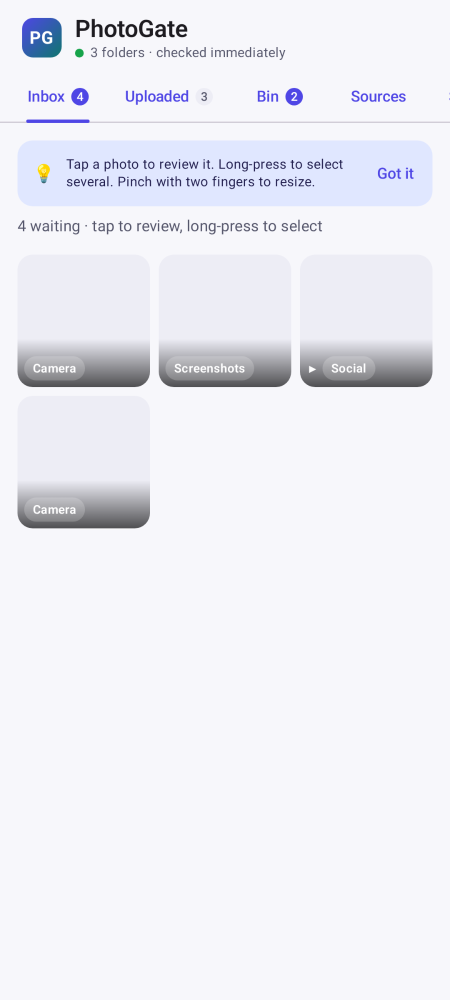 PG
PhotoGate
3 folders · checked immediately
Inbox 4 Uploaded 3 Bin 2 Sources
Tap a photo to review it. Long-press to select
several. Pinch with two fingers to resize.
Got it
4 waiting · tap to review, long-press to select
Camera
Screenshots
Social
Camera